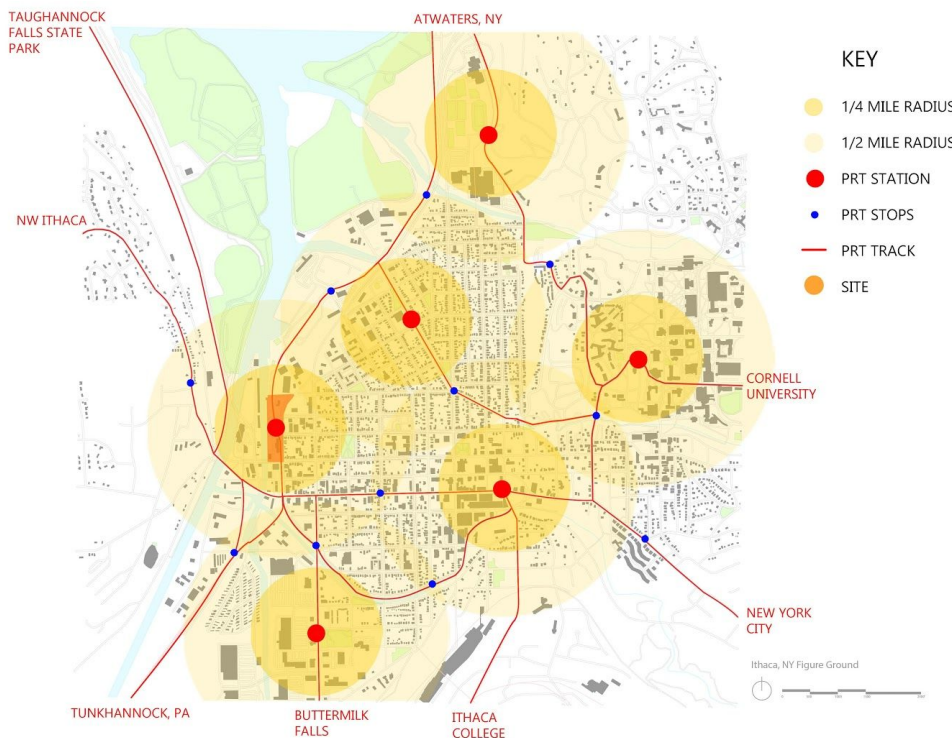 TAUGHANNOCK
FALLS STATE
PARK
ATWATERS, NY
KEY
1/4 MILE RADIUS
1/2 MILE RADIUS
PRT STATION
NW ITHACA
PRT STOPS
PRT TRACK
SITE
CORNELL
UNIVERSITY
NEW YORK
CITY
Ithaca, NY Figure Ground
TUNKHANNOCK, PA
BUTTERMILK
FALLS
ITHACA
COLLEGE